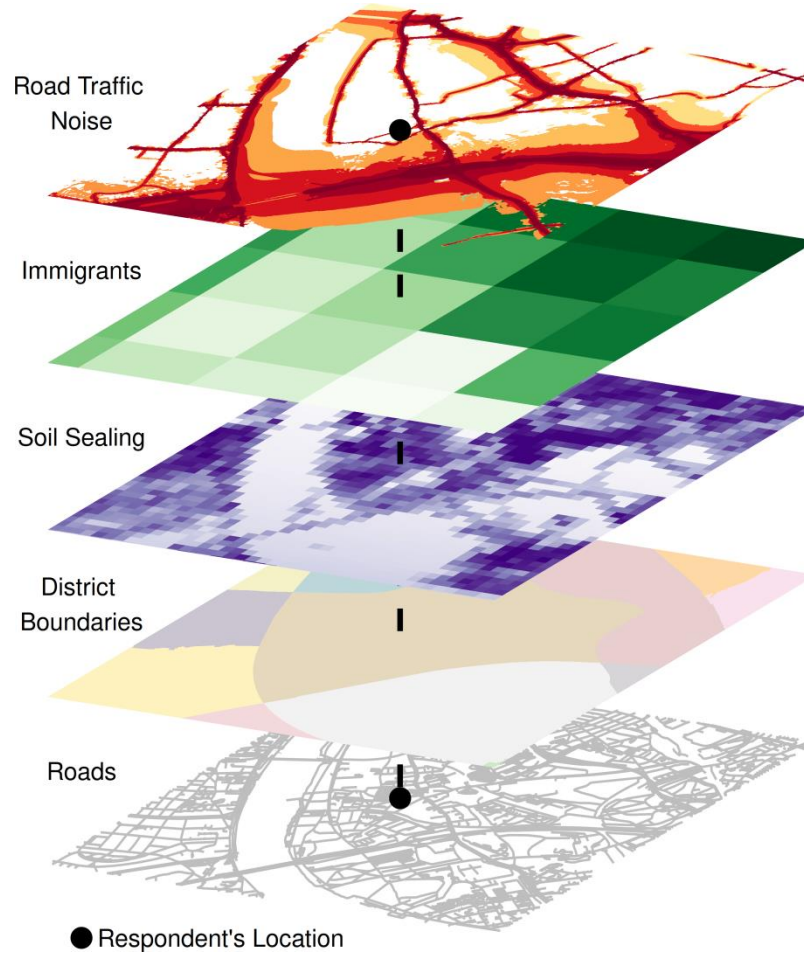 Road Traffic
Noise
Immigrants
Soil Sealing
District
Boundaries
Roads
Respondent's Location